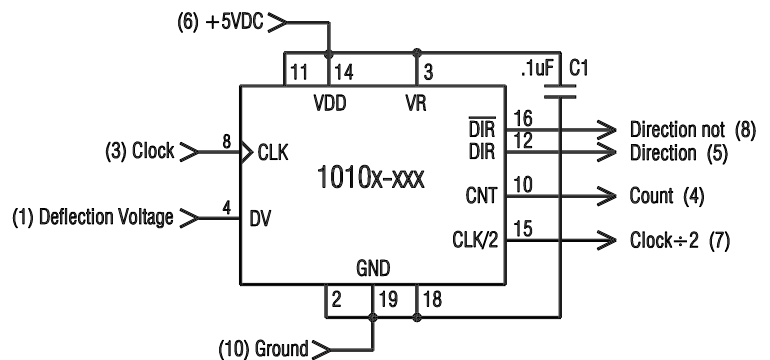 (6) +5VDC
11 14 3 .1uF C1
VDD VR
16
DIR Direction not (8)
(3) Clock 8 CLK DIR 12 Direction (5)
1010x-xxx
CNT 10 Count (4)
(1) Deflection Voltage 4 DV
CLK/2 15 Clock÷2 (7)
GND
2 19 18
(10) Ground